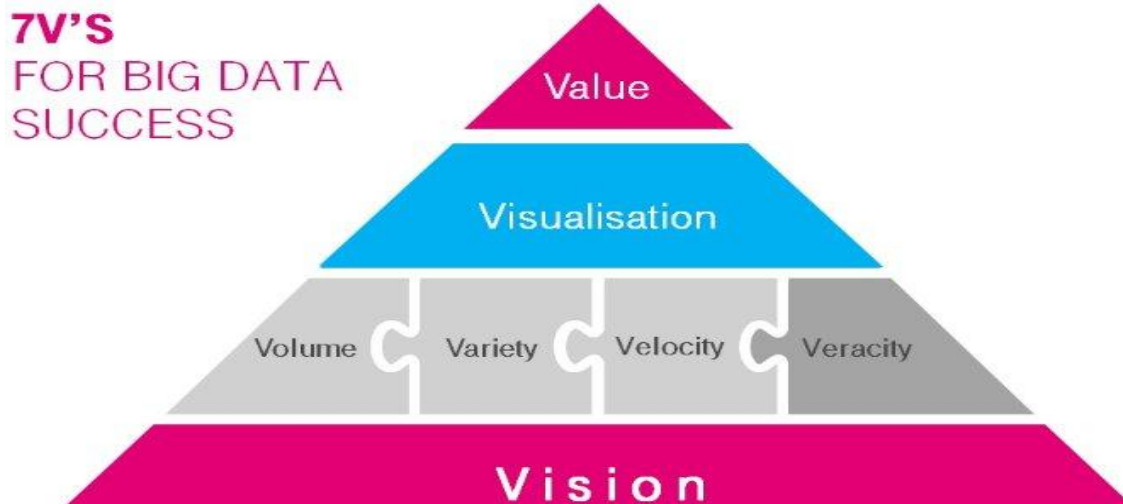 7V'S
FOR BIG DATA
SUCCESS
Value
Visualisation
Volume Variety Velocity Veracity
Vision